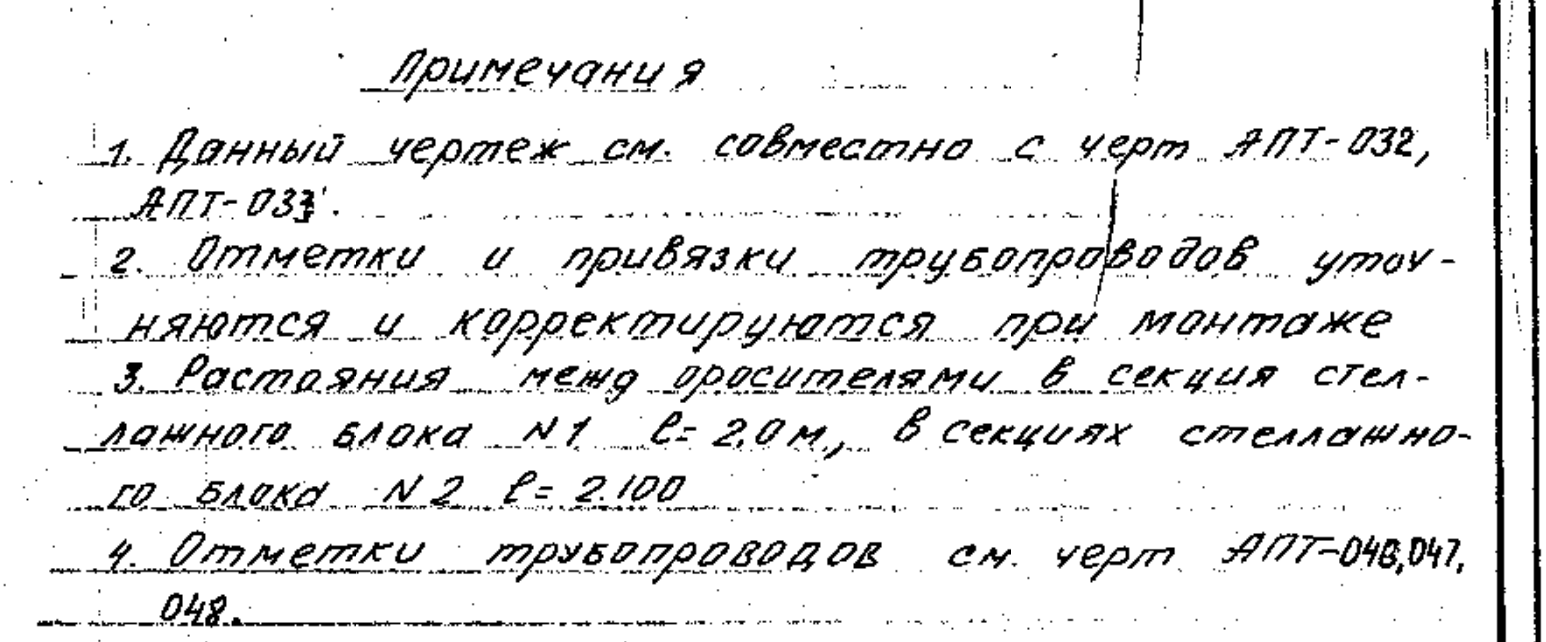 Примечания
1. Данный чертеж см. совместно с черт АПТ-032,
АПТ-033.
2. Отметки и привязки трубопроводов уточ-
няются и корректируются при монтаже
3. Растояния межд оросителями в секция стел-
лажного блока N1 l= 2,0 м, в секциях стеллажно-
го блока N2 l= 2.100
4. Отметки трубопроводов см. черт АПТ-046,047,
048.